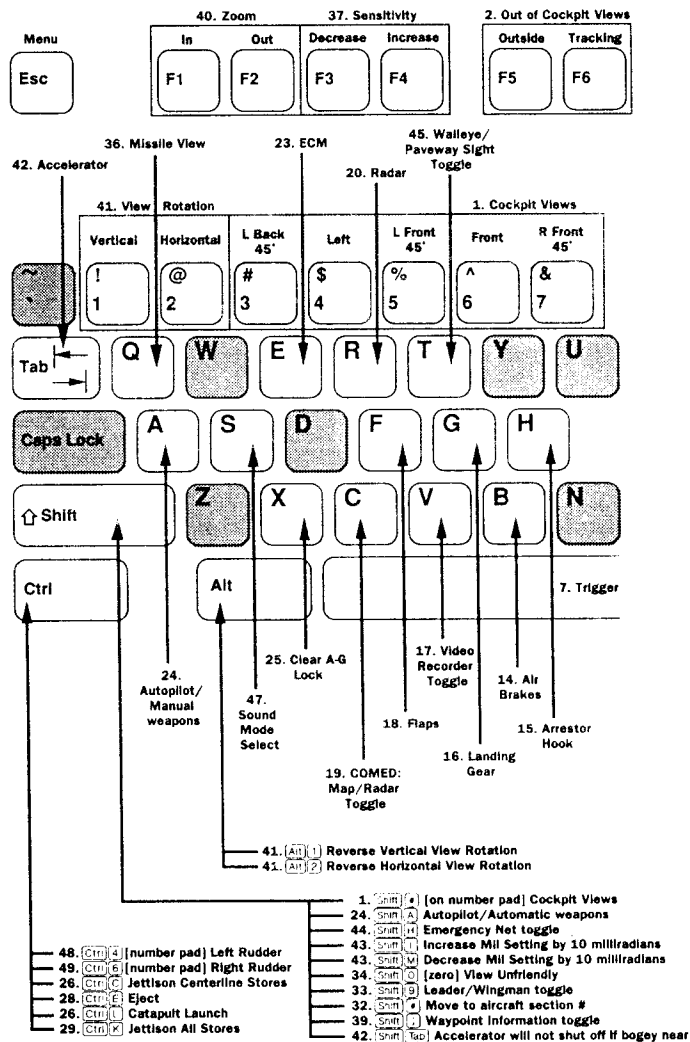 40. Zoom
37. Sensitivity
2. Out of Cockpit Views
Menu
In
Out
Decrease
Increase
Outside
Tracking
Esc
F1
F2
F3
F4
F5
F6
36. Missile View
23. ECM
45. Walleye/
Paveway Sight
Toggle
42. Accelerator
20. Radar
41. View Rotation
1. Cockpit Views
Vertical
Horizontal
L Back
45°
Left
L Front
45°
Front
R Front
45°
~
`
!
1
@
2
#
3
$
4
%
5
^
6
&
7
Tab
Q
W
E
R
T
Y
U
Caps Lock
A
S
D
F
G
H
⇧ Shift
Z
X
C
V
B
N
Ctrl
Alt
7. Trigger
24.
Autopilot/
Manual
weapons
47.
Sound
Mode
Select
25. Clear A-G
Lock
19. COMED:
Map/Radar
Toggle
18. Flaps
17. Video
Recorder
Toggle
16. Landing
Gear
14. Air
Brakes
15. Arrestor
Hook
41. Alt 1 Reverse Vertical View Rotation
41. Alt 2 Reverse Horizontal View Rotation
48. Ctrl 4 [number pad] Left Rudder
49. Ctrl 6 [number pad] Right Rudder
26. Ctrl C Jettison Centerline Stores
28. Ctrl E Eject
26. Ctrl L Catapult Launch
29. Ctrl K Jettison All Stores
1. Shift # [on number pad] Cockpit Views
24. Shift A Autopilot/Automatic weapons
44. Shift H Emergency Net toggle
43. Shift I Increase Mil Setting by 10 milliradians
43. Shift M Decrease Mil Setting by 10 milliradians
34. Shift 0 [zero] View Unfriendly
33. Shift 9 Leader/Wingman toggle
32. Shift # Move to aircraft section #
39. Shift ; Waypoint Information toggle
42. Shift Tab Accelerator will not shut off if bogey near